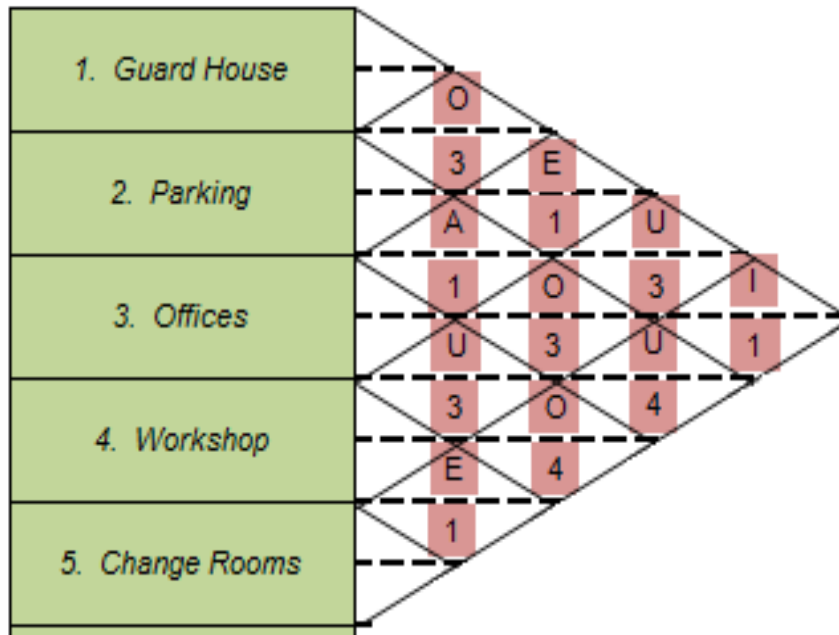 1. Guard House
O
3
E
2. Parking
A
1
U
1
O
3
I
3. Offices
U
3
U
1
3
O
4
4. Workshop
E
4
1
5. Change Rooms